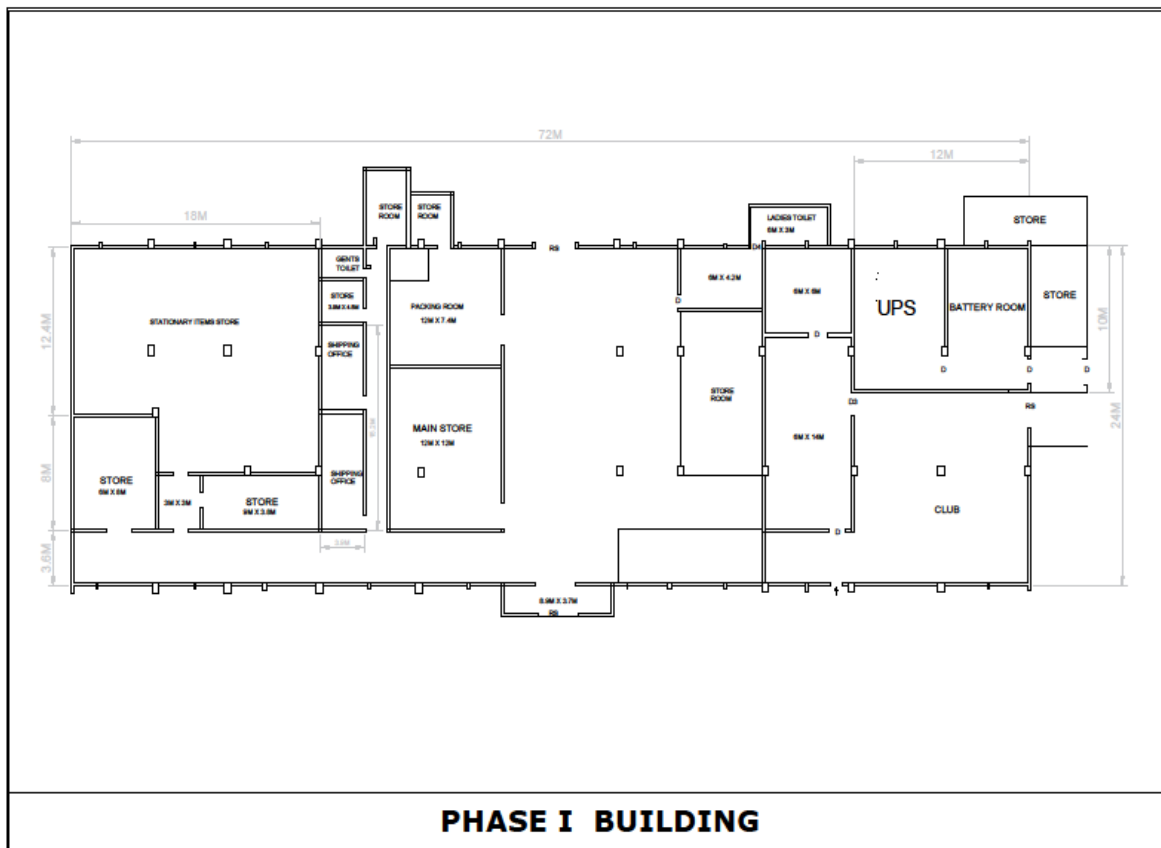 72M
12M
18M
STORE
ROOM
STORE
ROOM
LADIES TOILET
6M X 3M
STORE
RS
D4
GENTS
TOILET
6M X 4.2M
6M X 6M
UPS
BATTERY ROOM
STORE
10M
STORE
3.8M X 4.6M
PACKING ROOM
12M X 7.4M
D
12.4M
STATIONARY ITEMS STORE
SHIPPING
OFFICE
D
D
D
D
STORE
ROOM
D3
RS
24M
MAIN STORE
12M X 12M
15.2M
6M X 14M
8M
STORE
6M X 8M
SHIPPING
OFFICE
3M X 3M
STORE
9M X 3.8M
CLUB
D
3.6M
8.9M X 3.7M
RS
PHASE I BUILDING